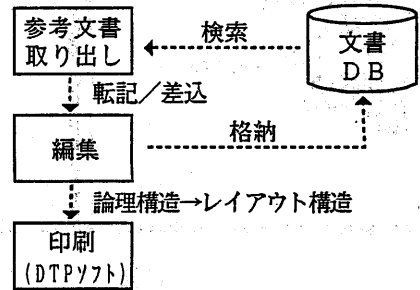 参考文書
取り出し
検索
文書
DB
転記/差込
編集
格納
論理構造→レイアウト構造
印刷
(DTPソフト)